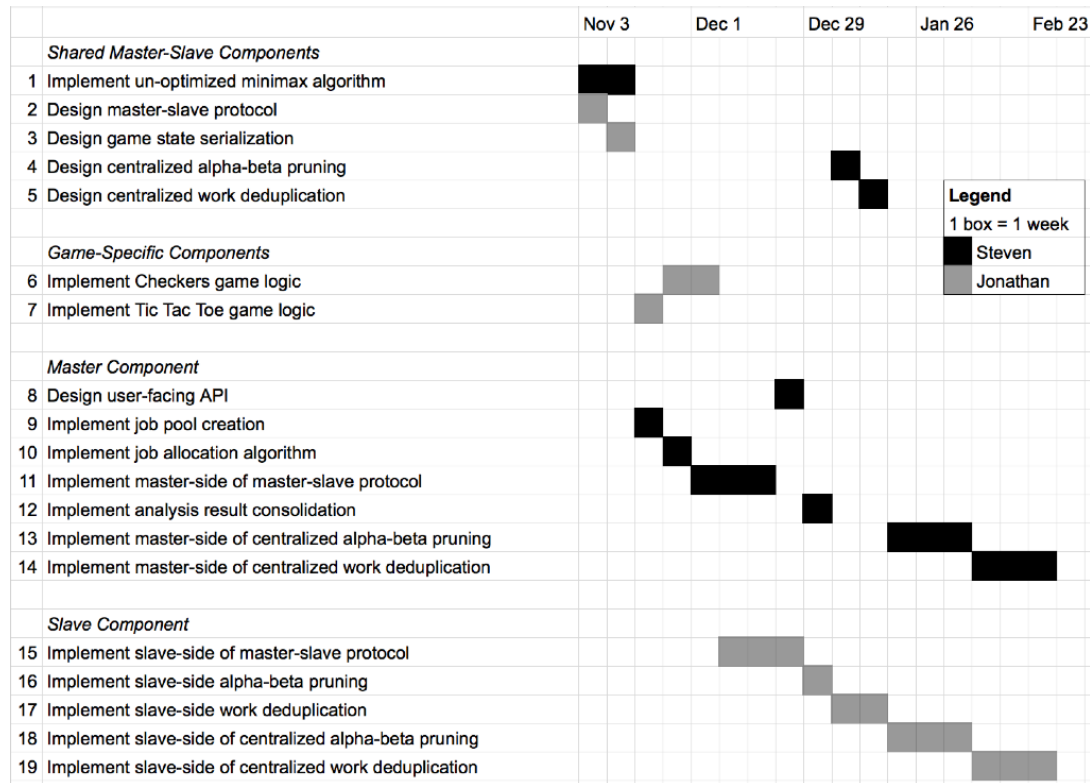 Nov 3 Dec 1 Dec 29 Jan 26 Feb 23
Shared Master-Slave Components
1 Implement un-optimized minimax algorithm
2 Design master-slave protocol
3 Design game state serialization
4 Design centralized alpha-beta pruning
5 Design centralized work deduplication
Legend
1 box = 1 week
Steven
Jonathan
Game-Specific Components
6 Implement Checkers game logic
7 Implement Tic Tac Toe game logic
Master Component
8 Design user-facing API
9 Implement job pool creation
10 Implement job allocation algorithm
11 Implement master-side of master-slave protocol
12 Implement analysis result consolidation
13 Implement master-side of centralized alpha-beta pruning
14 Implement master-side of centralized work deduplication
Slave Component
15 Implement slave-side of master-slave protocol
16 Implement slave-side alpha-beta pruning
17 Implement slave-side work deduplication
18 Implement slave-side of centralized alpha-beta pruning
19 Implement slave-side of centralized work deduplication